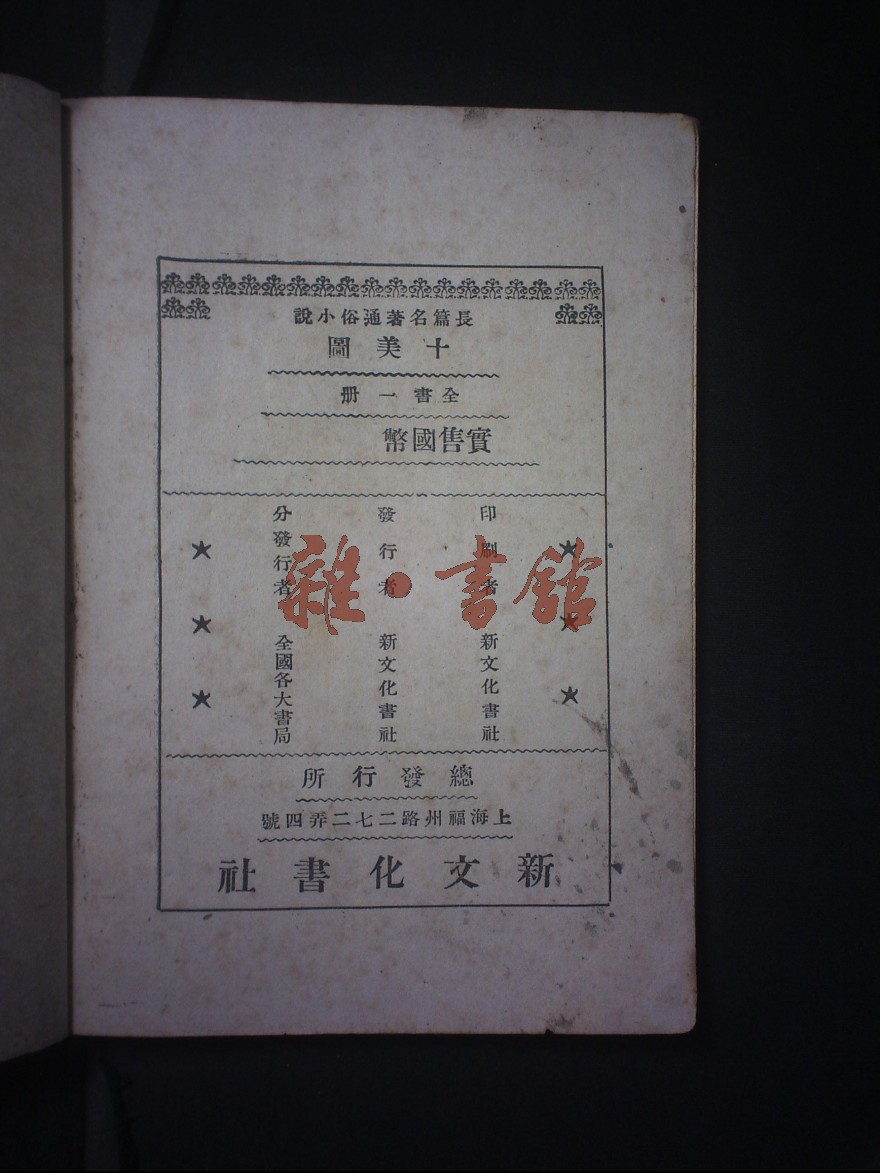 長篇名著通俗小說
十美圖
全書一册
實售國幣
印刷者 新文化書社
發行者 新文化書社
分發行者 全國各大書局
雜·書館
總發行所
上海福州路二七二弄四號
新文化書社